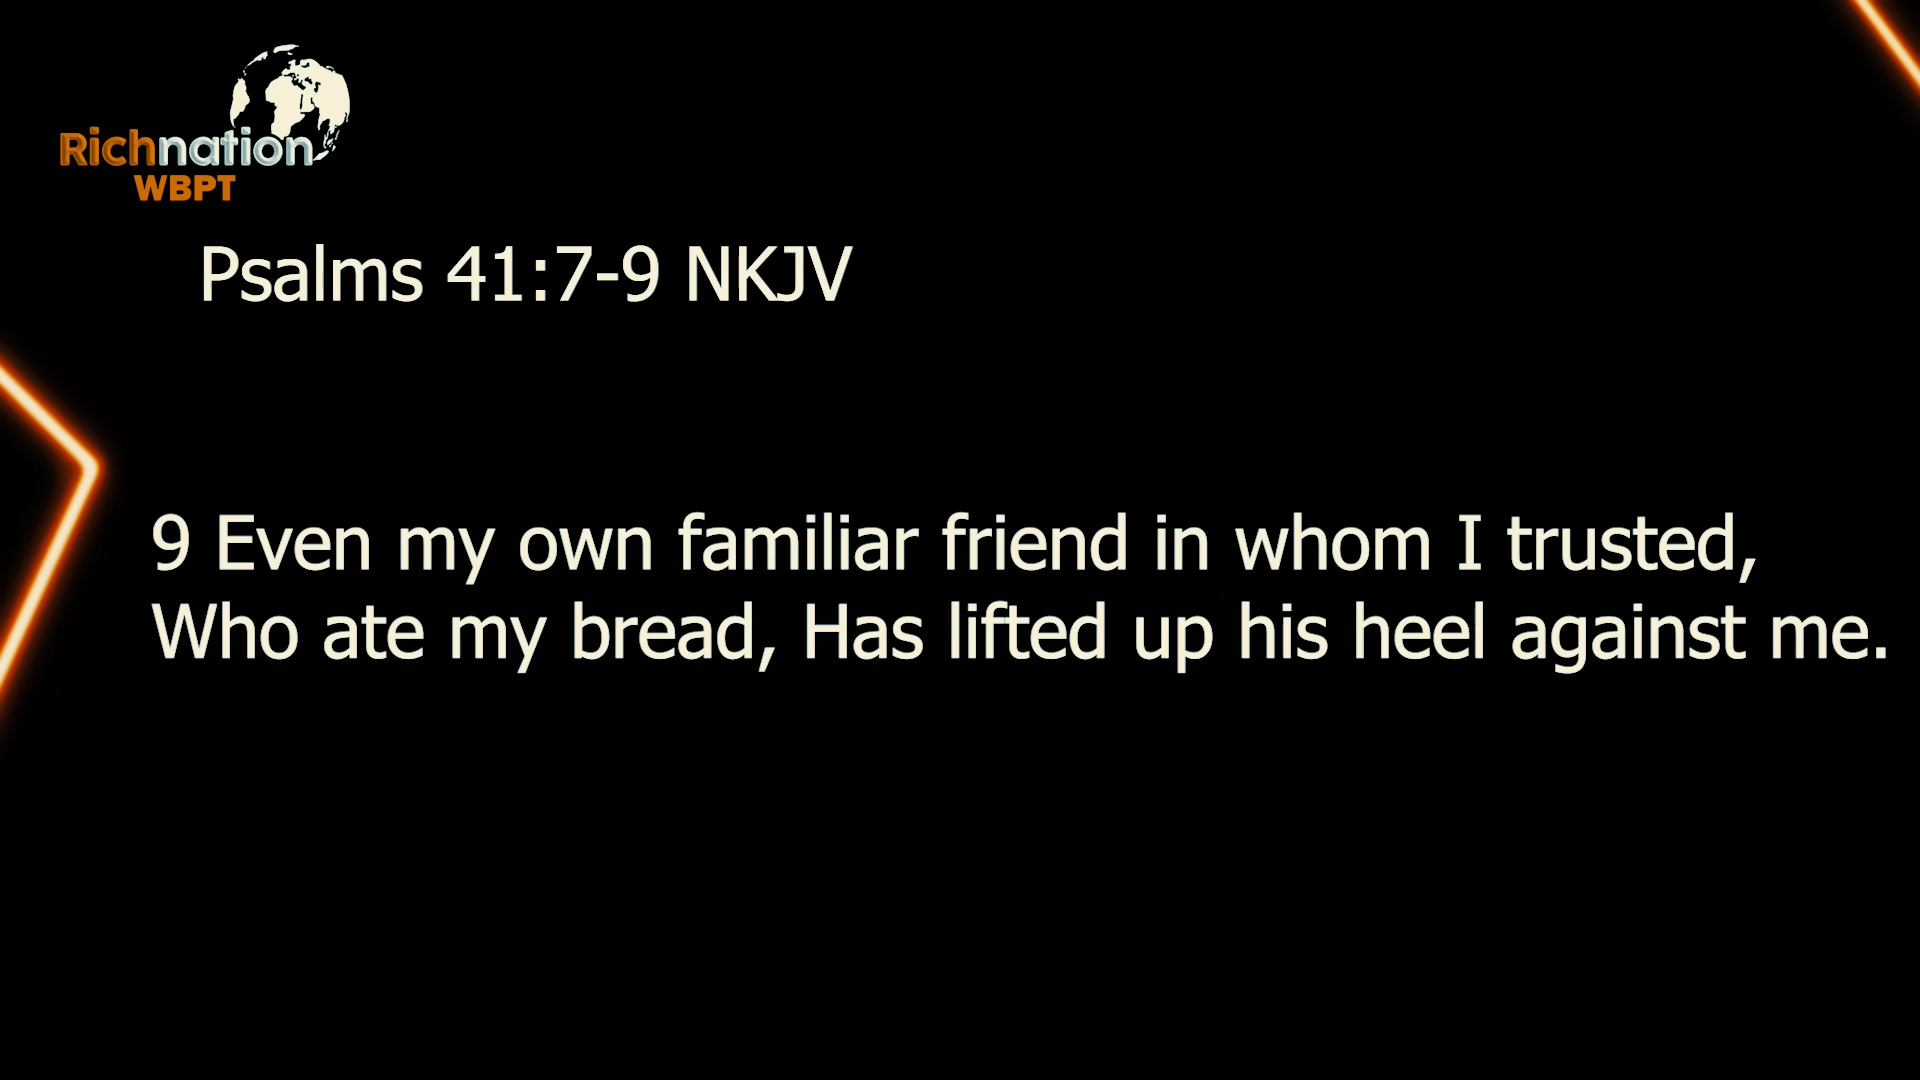 Richnation
WBPT
Psalms 41:7-9 NKJV
9 Even my own familiar friend in whom I trusted,
Who ate my bread, Has lifted up his heel against me.